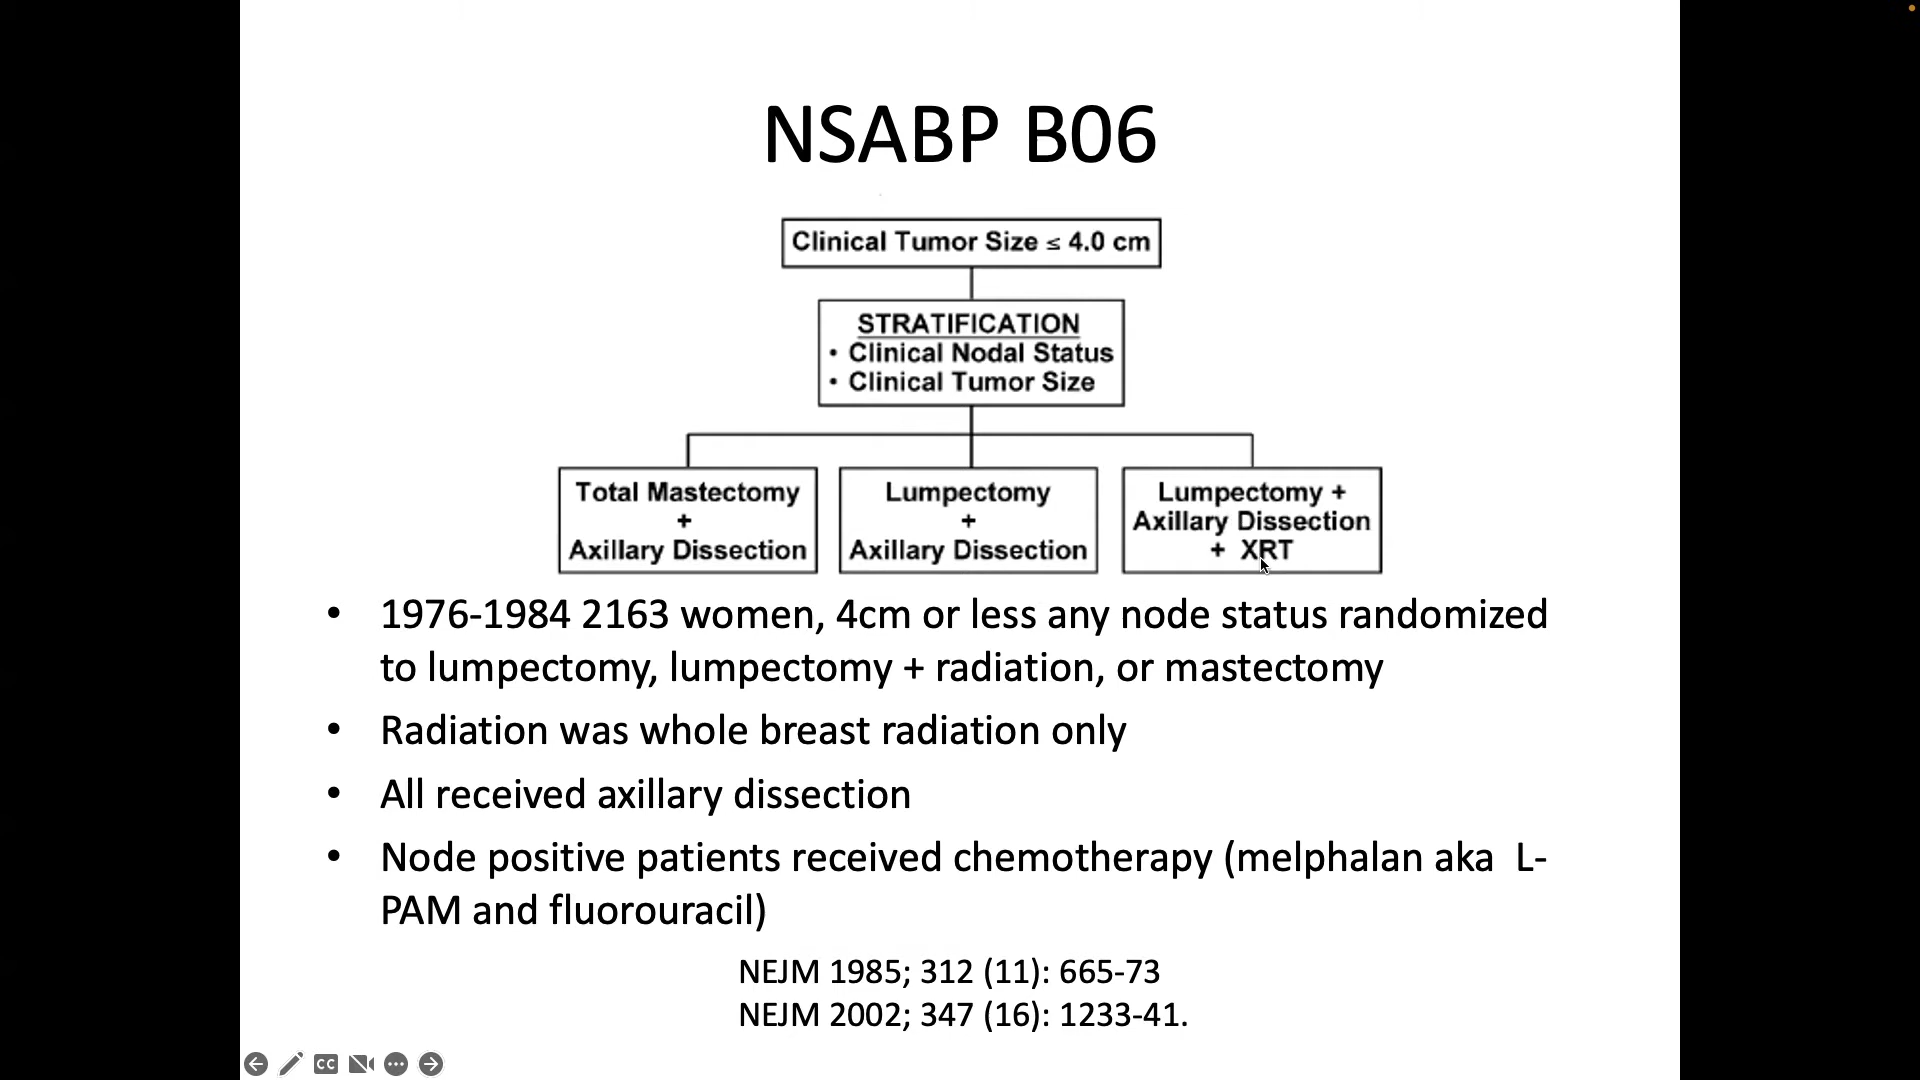 NSABP B06
Clinical Tumor Size ≤ 4.0 cm
STRATIFICATION
• Clinical Nodal Status
• Clinical Tumor Size
Total Mastectomy
+
Axillary Dissection
Lumpectomy
+
Axillary Dissection
Lumpectomy +
Axillary Dissection
+ XRT
• 1976-1984 2163 women, 4cm or less any node status randomized
to lumpectomy, lumpectomy + radiation, or mastectomy
• Radiation was whole breast radiation only
• All received axillary dissection
• Node positive patients received chemotherapy (melphalan aka L-
PAM and fluorouracil)
NEJM 1985; 312 (11): 665-73
NEJM 2002; 347 (16): 1233-41.
CC